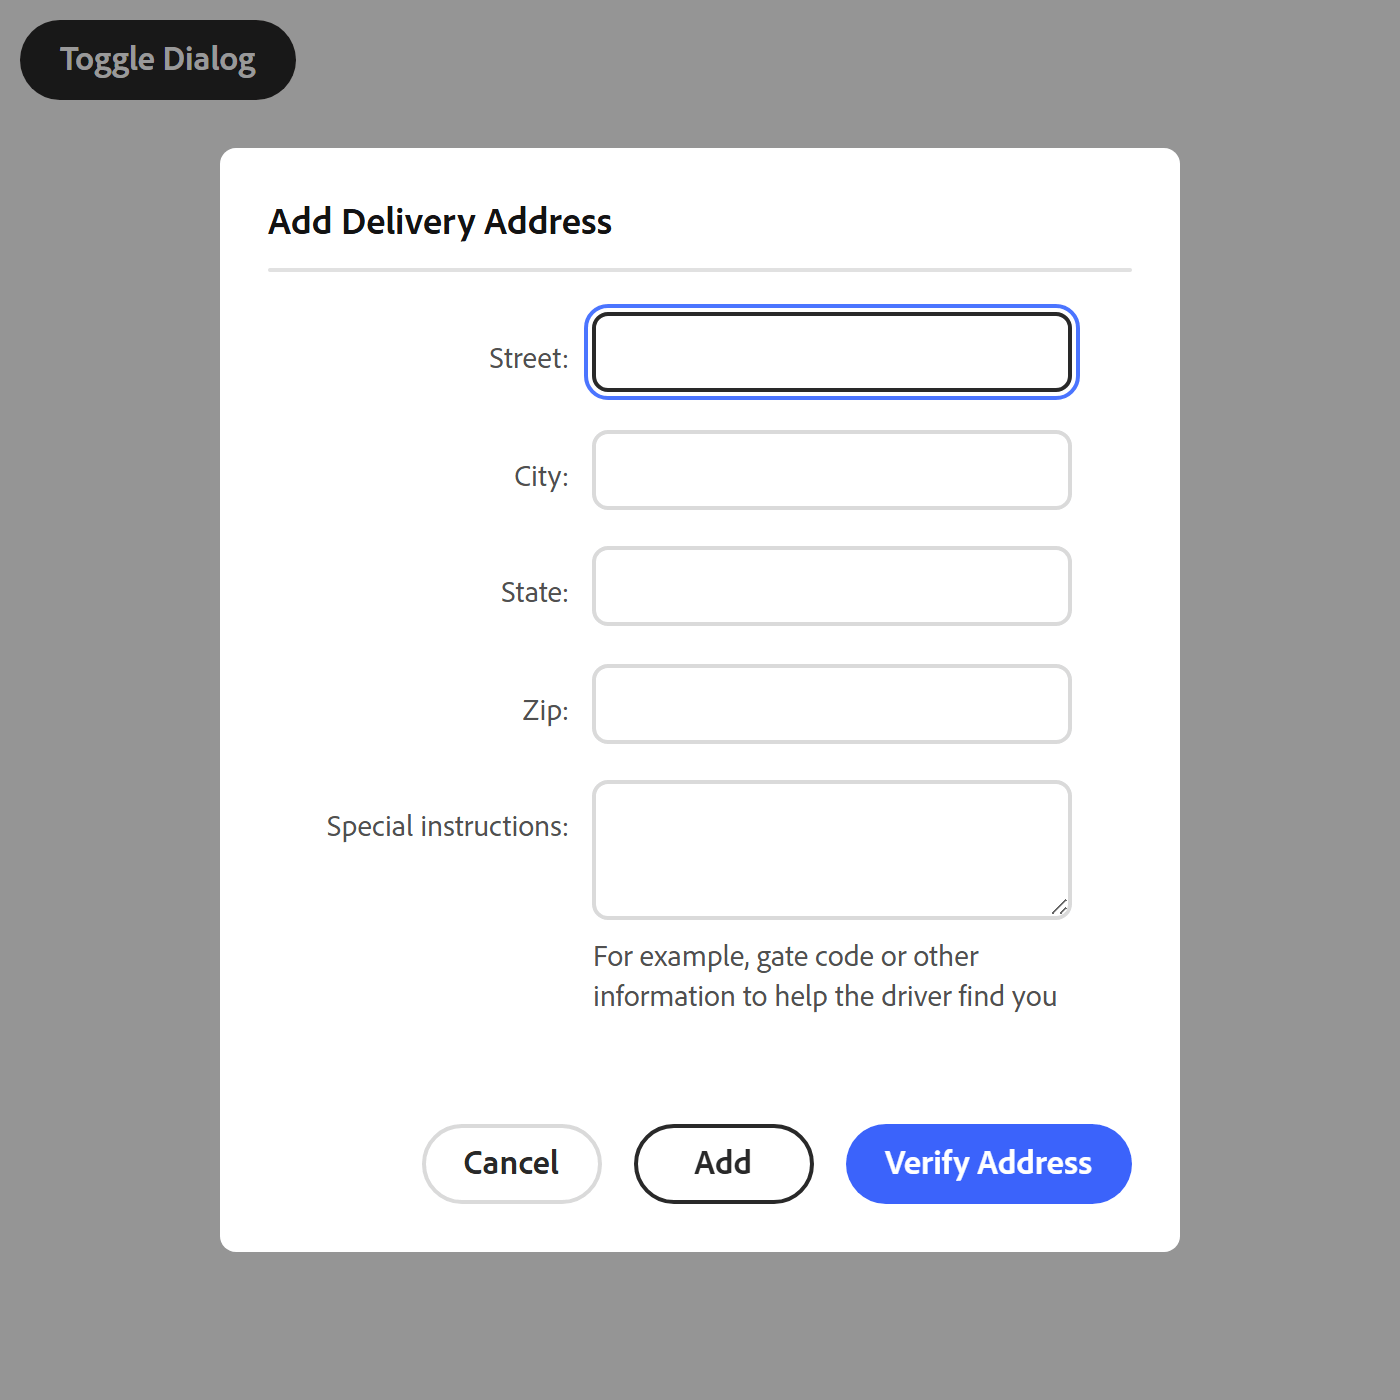 Toggle Dialog
Add Delivery Address
Street:
City:
State:
Zip:
Special instructions:
For example, gate code or other
information to help the driver find you
Cancel
Add
Verify Address